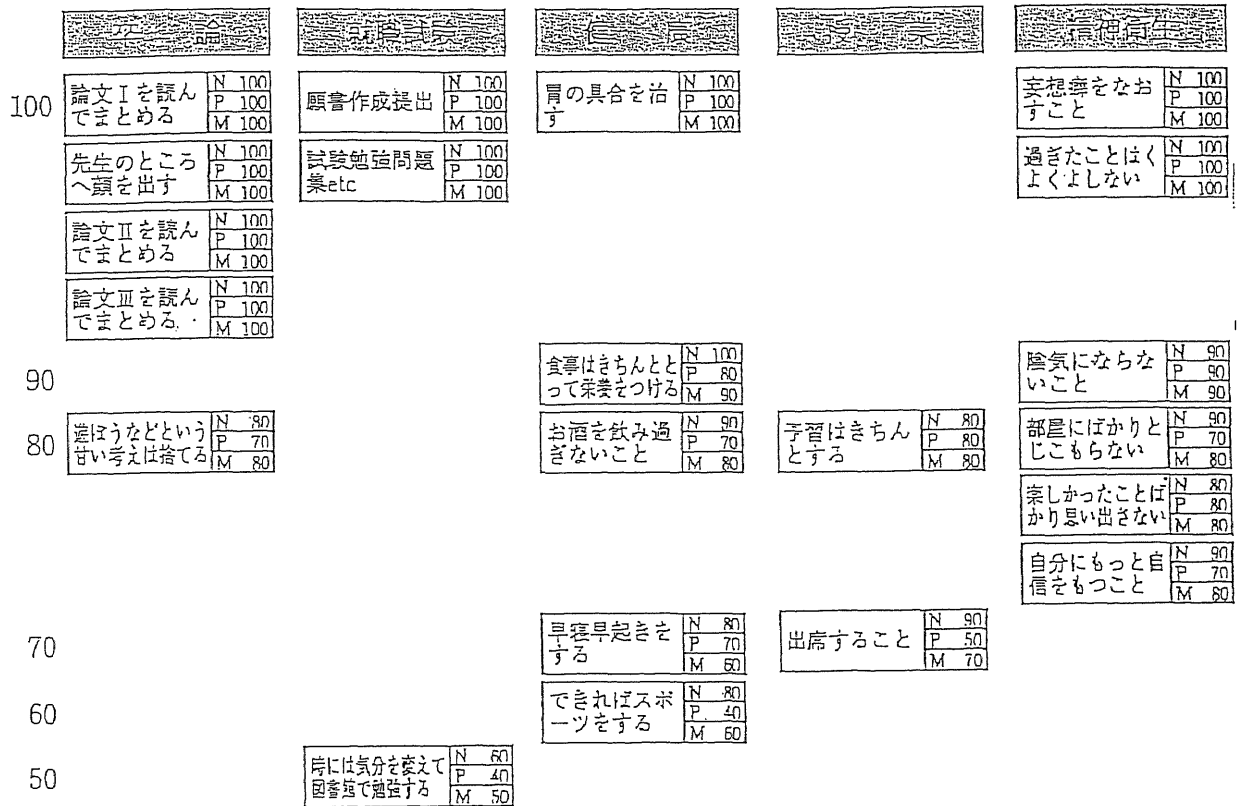 100
論文Ⅰを読ん
でまとめる
N 100
P 100
M 100
先生のところ
へ顔を出す
N 100
P 100
M 100
論文Ⅱを読ん
でまとめる
N 100
P 100
M 100
論文Ⅲを読ん
でまとめる
N 100
P 100
M 100
願書作成提出
N 100
P 100
M 100
試験勉強問題
集etc
N 100
P 100
M 100
胃の具合を治
す
N 100
P 100
M 100
精神衛生
妄想癖をなお
すこと
N 100
P 100
M 100
過ぎたことはく
よくよしない
N 100
P 100
M 100
90
食事はきちんとと
って栄養をつける
N 100
P 80
M 90
陰気にならな
いこと
N 90
P 90
M 90
80
遊ぼうなどという
甘い考えは捨てる
N 80
P 70
M 80
お酒を飲み過
ぎないこと
N 90
P 70
M 80
予習はきちん
とする
N 80
P 80
M 80
部屋にばかりと
じこもらない
N 90
P 70
M 80
楽しかったことば
かり思い出さない
N 80
P 80
M 80
自分にもっと自
信をもつこと
N 90
P 70
M 80
70
早寝早起きを
する
N 80
P 70
M 60
出席すること
N 90
P 50
M 70
60
できればスポ
ーツをする
N 80
P 40
M 60
50
時には気分を変えて
図書館で勉強する
N 60
P 40
M 50